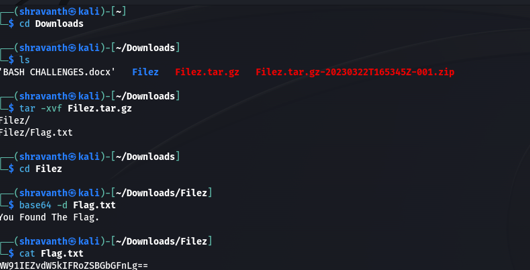 (shravanth㉿kali)-[~]
$ cd Downloads
(shravanth㉿kali)-[~/Downloads]
$ ls
'BASH CHALLENGES.docx' Filez Filez.tar.gz Filez.tar.gz-20230322T165345Z-001.zip
(shravanth㉿kali)-[~/Downloads]
$ tar -xvf Filez.tar.gz
Filez/
Filez/Flag.txt
(shravanth㉿kali)-[~/Downloads]
$ cd Filez
(shravanth㉿kali)-[~/Downloads/Filez]
$ base64 -d Flag.txt
You Found The Flag.
(shravanth㉿kali)-[~/Downloads/Filez]
$ cat Flag.txt
WW91IEZvdW5kIFRoZSBGbGFnLg==